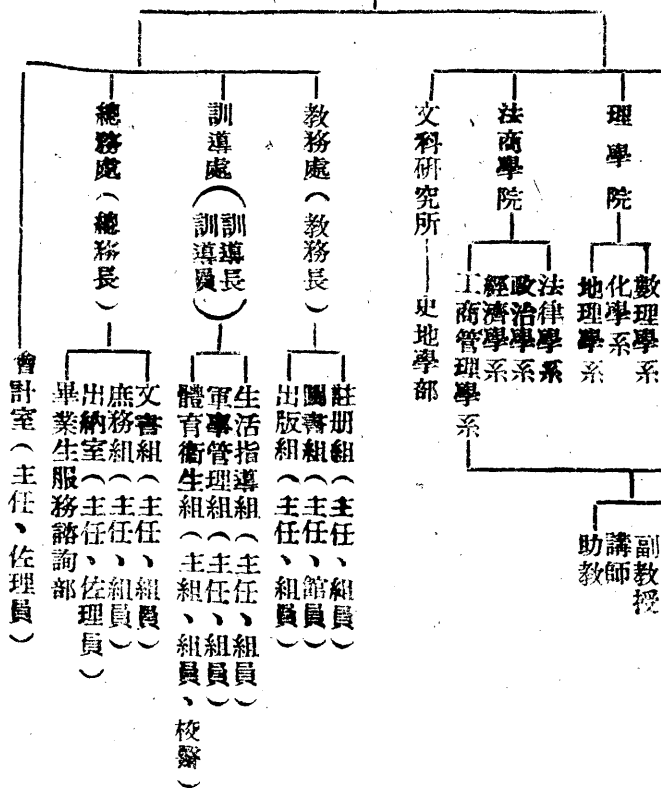 理學院
數理學系
化學系
地理學系
法商學院
法律學系
政治學系
經濟學系
工商管理學系
副教授
講師
助教
文科研究所——史地學部
教務處（教務長）
註册組（主任、組員）
圖書組（主任、館員）
出版組（主任、組員）
訓導處（訓導長
訓導員）
生活指導組（主任、組員）
軍事管理組（主任、組員）
體育衛生組（主組、組員、校醫）
總務處（總務長）
文書組（主任、組員）
庶務組（主任、組員）
出納室（主任、佐理員）
畢業生服務諮詢部
會計室（主任、佐理員）